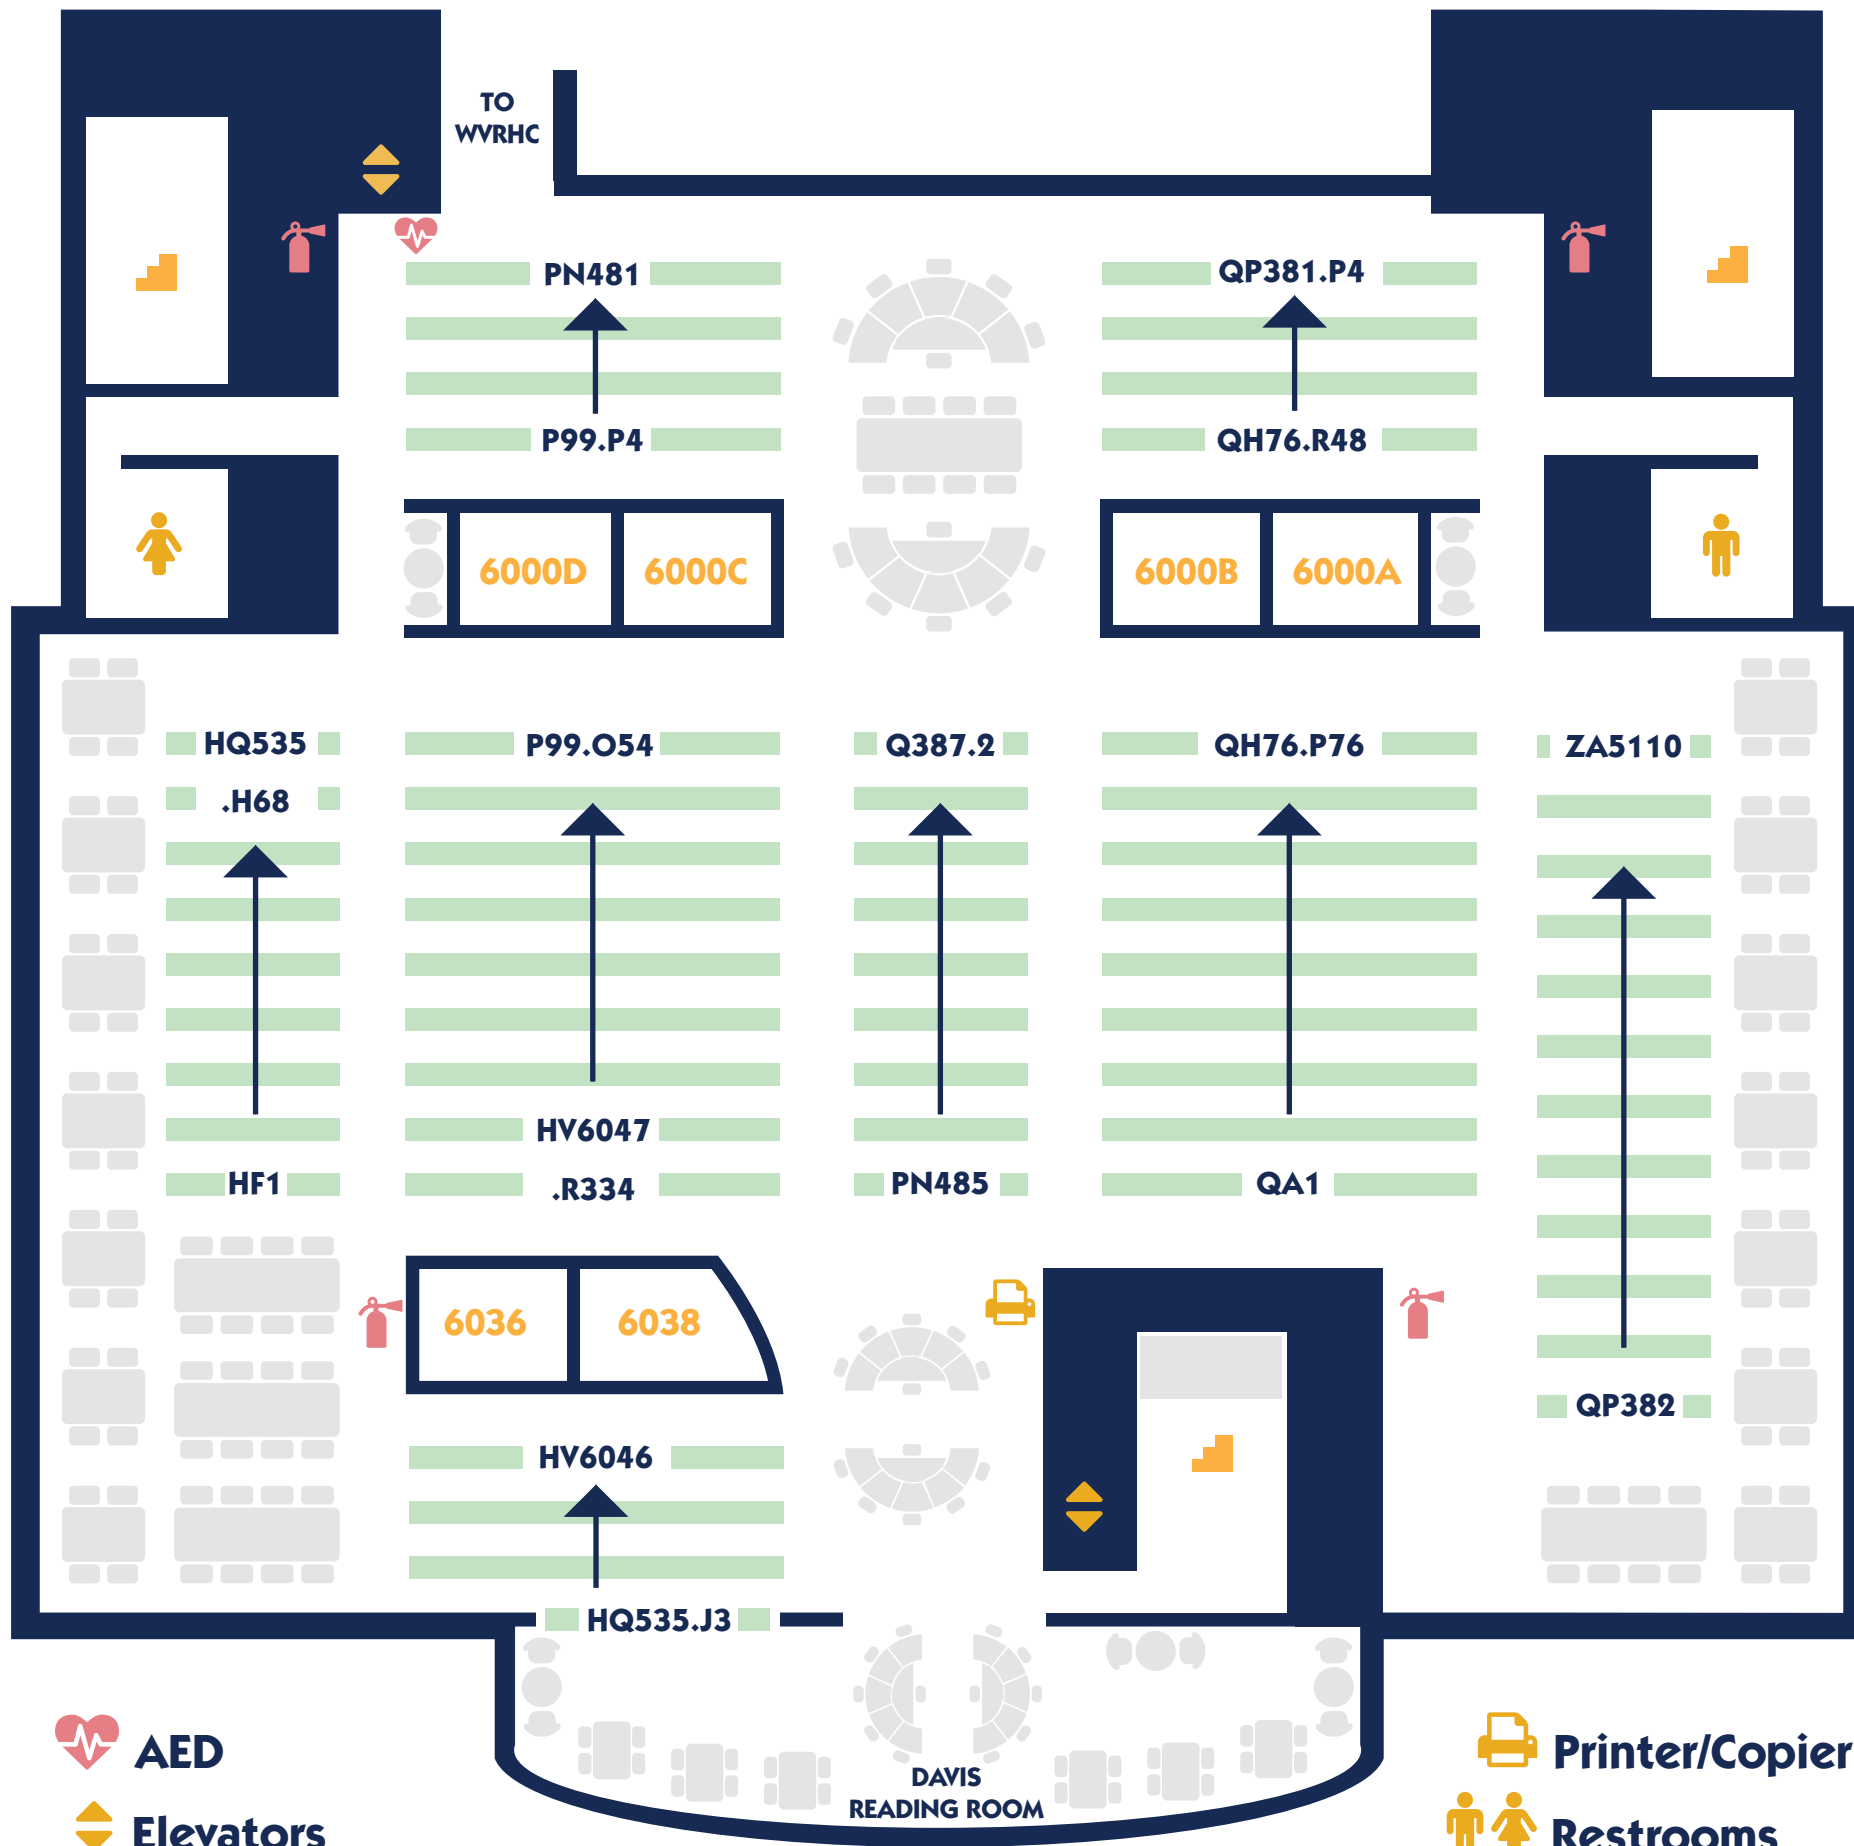 TO
WVRHC
PN481
QP381.P4
P99.P4
QH76.R48
6000D
6000C
6000B
6000A
HQ535
.H68
P99.O54
Q387.2
QH76.P76
ZA5110
HV6047
.R334
HF1
PN485
QA1
6036
6038
QP382
HV6046
HQ535.J3
DAVIS
READING ROOM
AED
Printer/Copier
Elevators
Restrooms